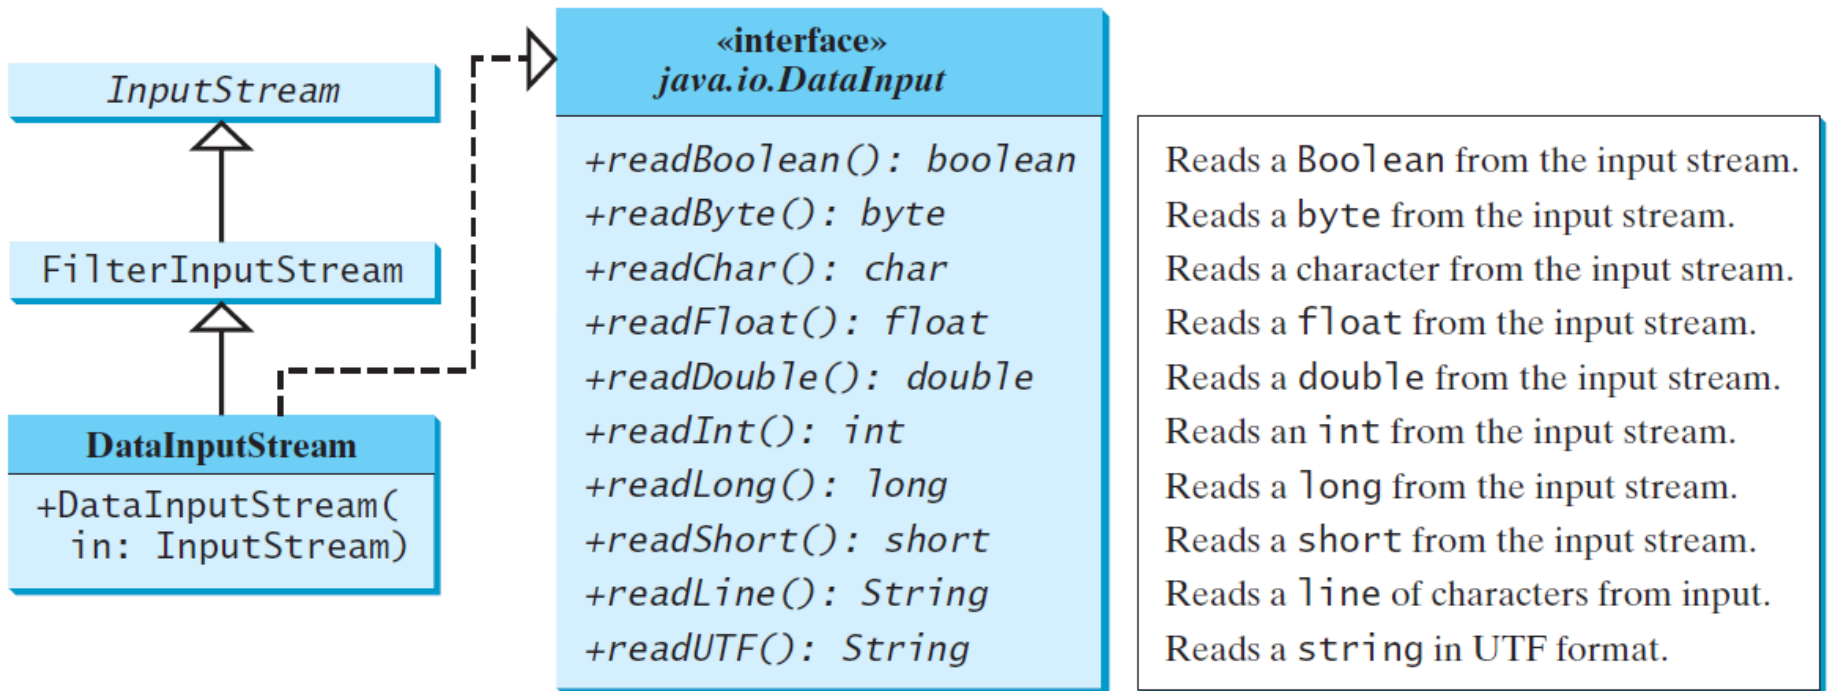 InputStream
FilterInputStream
DataInputStream
+DataInputStream(
in: InputStream)
«interface»
java.io.DataInput
+readBoolean(): boolean
+readByte(): byte
+readChar(): char
+readFloat(): float
+readDouble(): double
+readInt(): int
+readLong(): long
+readShort(): short
+readLine(): String
+readUTF(): String
Reads a Boolean from the input stream.
Reads a byte from the input stream.
Reads a character from the input stream.
Reads a float from the input stream.
Reads a double from the input stream.
Reads an int from the input stream.
Reads a long from the input stream.
Reads a short from the input stream.
Reads a line of characters from input.
Reads a string in UTF format.